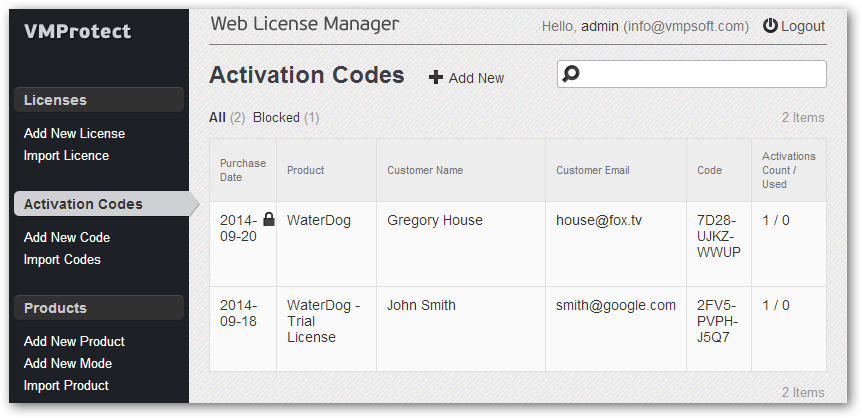 VMProtect
Web License Manager
Hello, admin (info@vmpsoft.com) Logout
Licenses
Add New License
Import Licence
Activation Codes
Add New Code
Import Codes
Products
Add New Product
Add New Mode
Import Product
Activation Codes Add New
All (2) Blocked (1) 2 Items
Purchase
Date
Product
Customer Name
Customer Email
Code
Activations
Count /
Used
2014-
09-20
WaterDog
Gregory House
house@fox.tv
7D28-
UJKZ-
WWUP
1 / 0
2014-
09-18
WaterDog -
Trial
License
John Smith
smith@google.com
2FV5-
PVPH-
J5Q7
1 / 0
2 Items